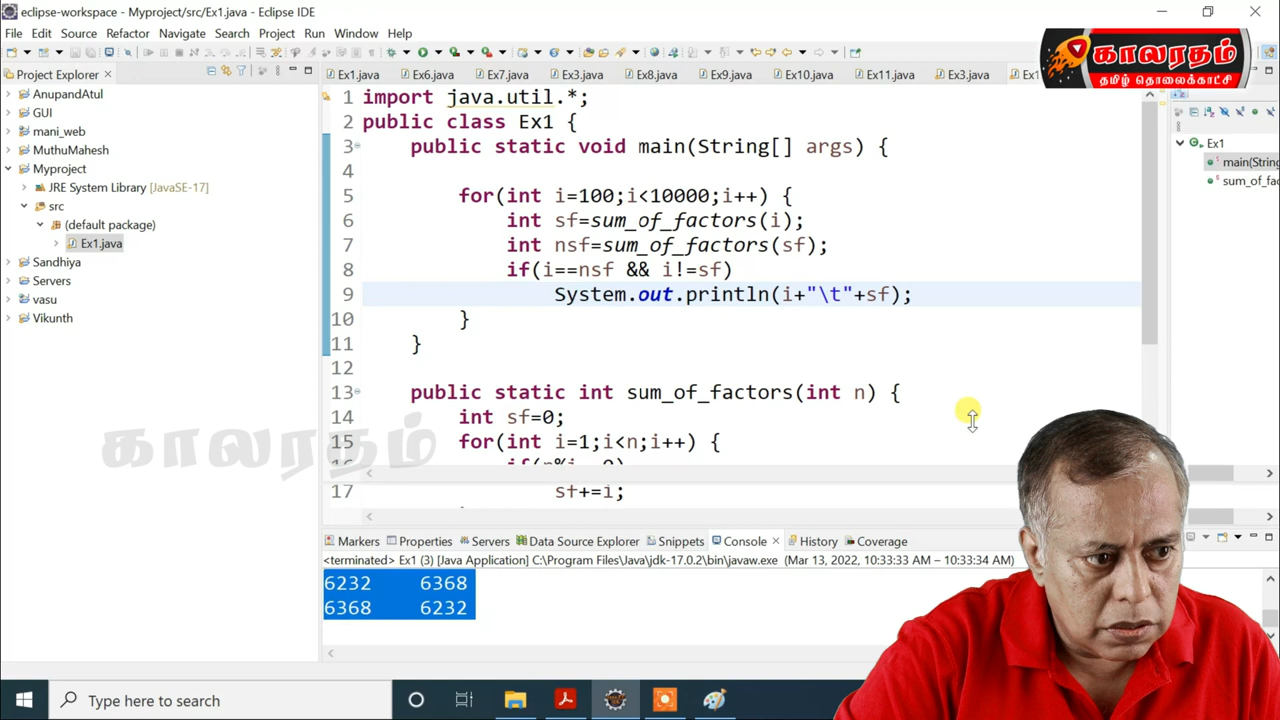 eclipse-workspace - Myproject/src/Ex1.java - Eclipse IDE
File Edit Source Refactor Navigate Search Project Run Window Help
காலரதம்
தமிழ் தொலைக்காட்சி
Project Explorer
Ex1.java Ex6.java Ex7.java Ex3.java Ex8.java Ex9.java Ex10.java Ex11.java Ex3.java
AnupandAtul
GUI
mani_web
MuthuMahesh
Myproject
JRE System Library [JavaSE-17]
src
(default package)
Ex1.java
Sandhiya
Servers
vasu
Vikunth
1 import java.util.*;
2 public class Ex1 {
3 public static void main(String[] args) {
4
5 for(int i=100;i<10000;i++) {
6 int sf=sum_of_factors(i);
7 int nsf=sum_of_factors(sf);
8 if(i==nsf && i!=sf)
9 System.out.println(i+"\t"+sf);
10 }
11 }
12
13 public static int sum_of_factors(int n) {
14 int sf=0;
15 for(int i=1;i<n;i++) {
17 sf+=i;
Ex1
main(String
sum_of_fa
காலரதம்
Markers Properties Servers Data Source Explorer Snippets Console History Coverage
<terminated> Ex1 (3) [Java Application] C:\Program Files\Java\jdk-17.0.2\bin\javaw.exe (Mar 13, 2022, 10:33:33 AM – 10:33:34 AM)
6232 6368
6368 6232
Type here to search